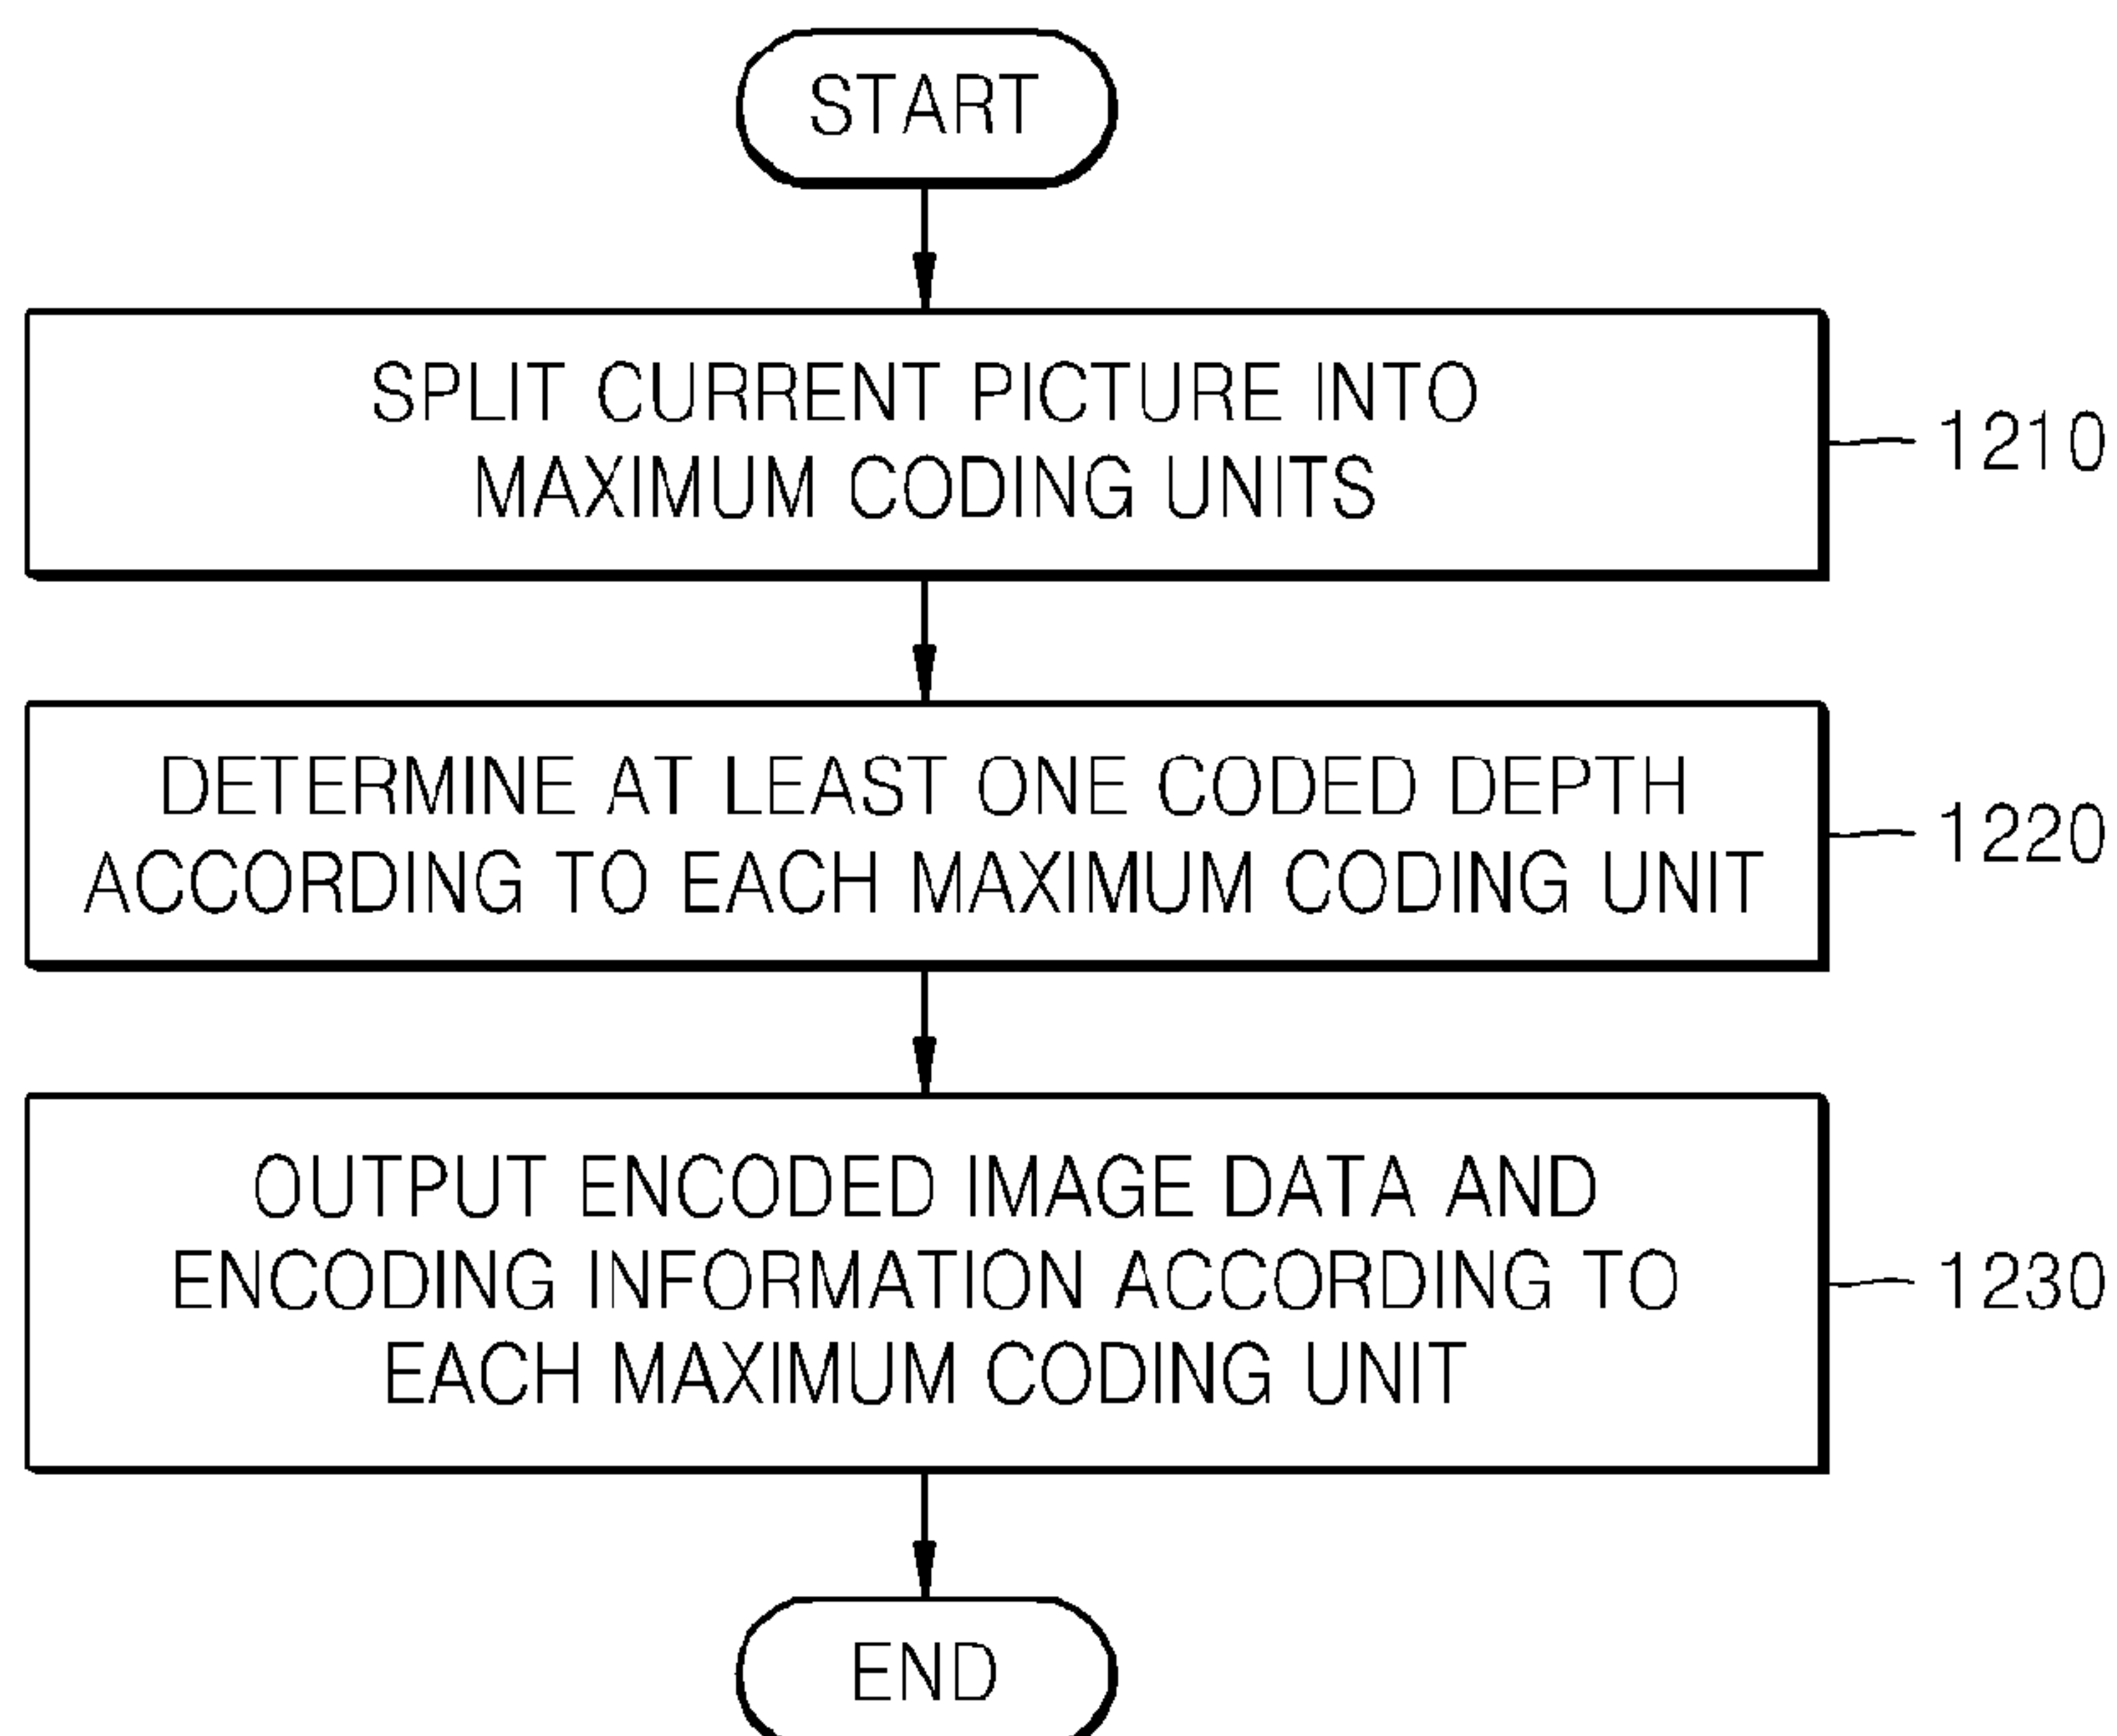 START
SPLIT CURRENT PICTURE INTO
MAXIMUM CODING UNITS
1210
DETERMINE AT LEAST ONE CODED DEPTH
ACCORDING TO EACH MAXIMUM CODING UNIT
1220
OUTPUT ENCODED IMAGE DATA AND
ENCODING INFORMATION ACCORDING TO
EACH MAXIMUM CODING UNIT
1230
END